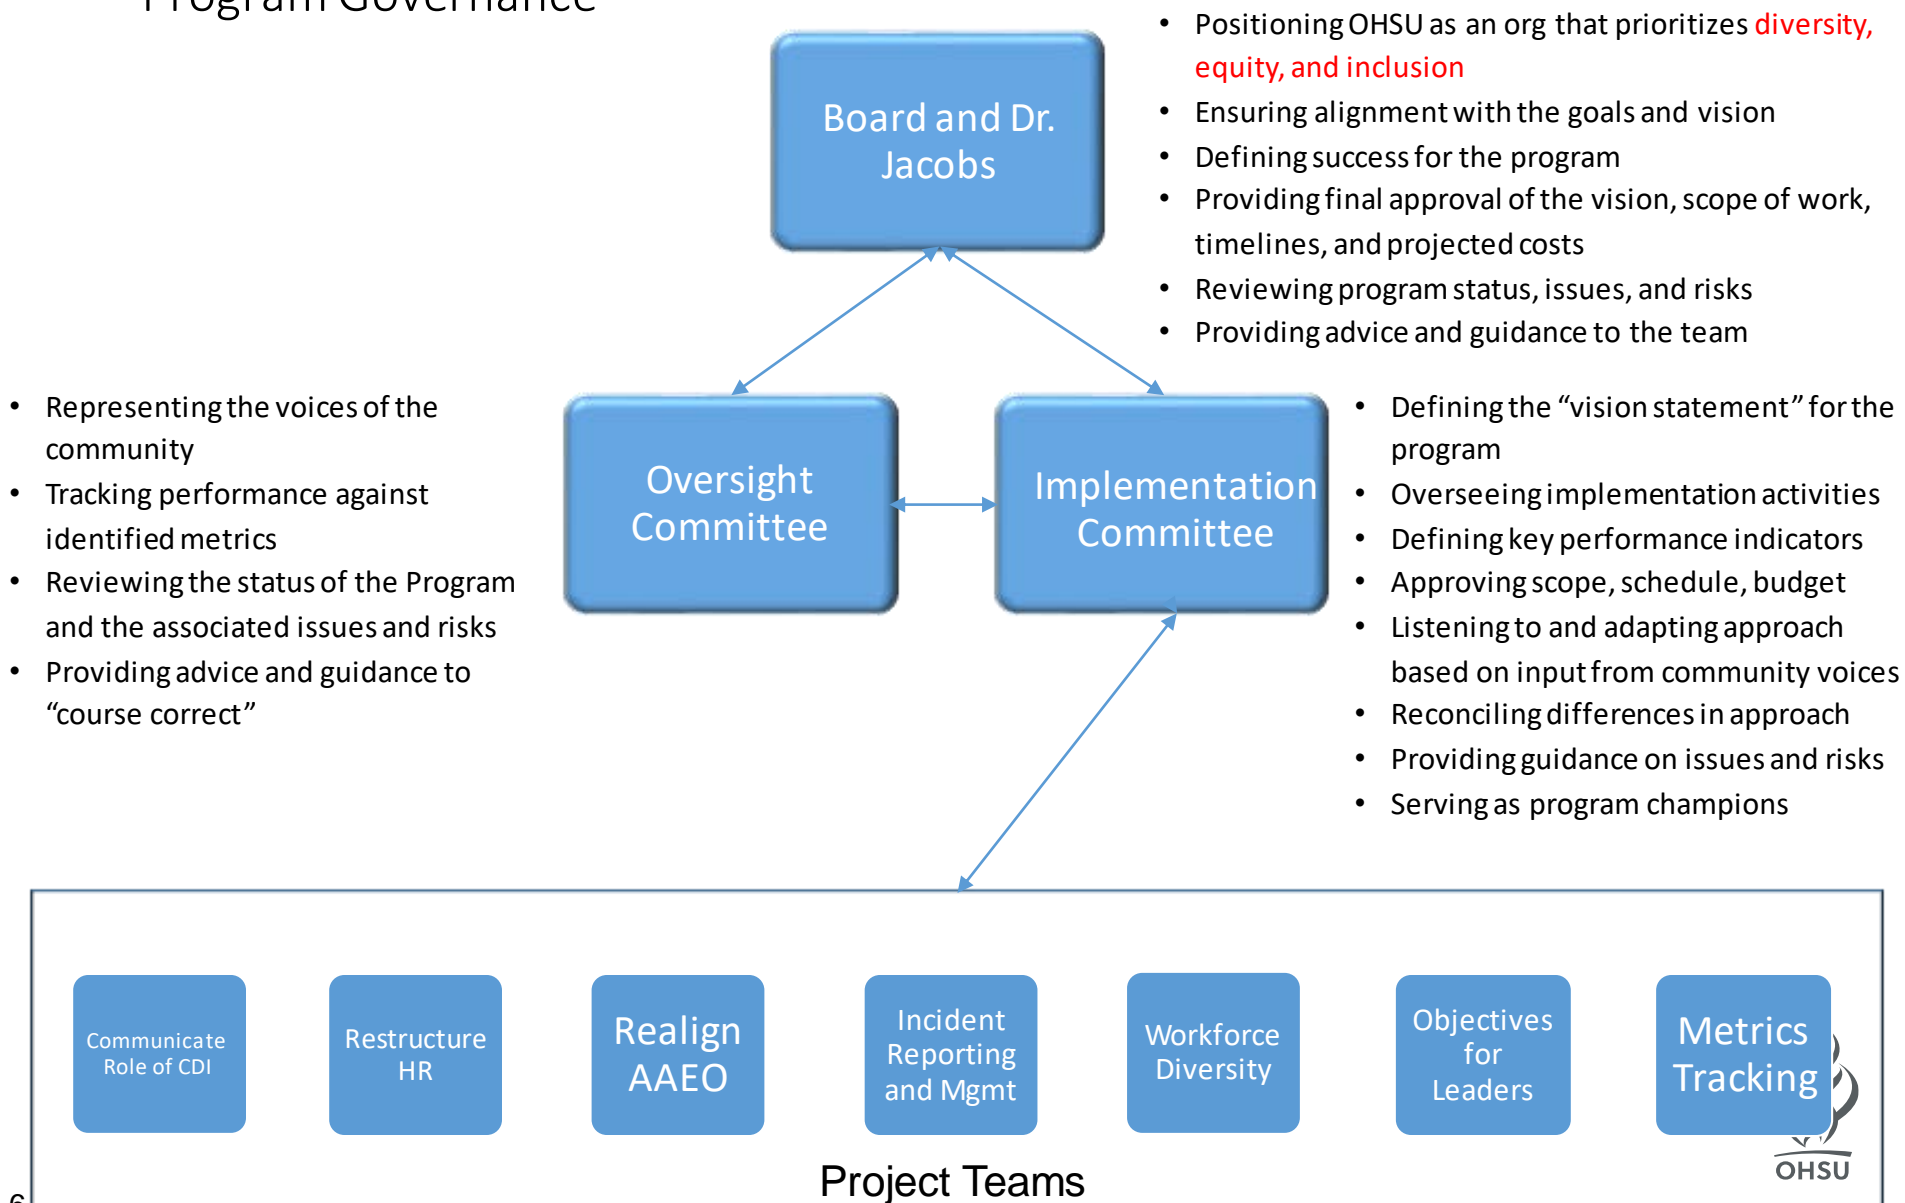 Program Governance
Board and Dr.
Jacobs
• Positioning OHSU as an org that prioritizes diversity,
equity, and inclusion
• Ensuring alignment with the goals and vision
• Defining success for the program
• Providing final approval of the vision, scope of work,
timelines, and projected costs
• Reviewing program status, issues, and risks
• Providing advice and guidance to the team
• Representing the voices of the
community
• Tracking performance against
identified metrics
• Reviewing the status of the Program
and the associated issues and risks
• Providing advice and guidance to
“course correct”
Oversight
Committee
Implementation
Committee
• Defining the “vision statement” for the
program
• Overseeing implementation activities
• Defining key performance indicators
• Approving scope, schedule, budget
• Listening to and adapting approach
based on input from community voices
• Reconciling differences in approach
• Providing guidance on issues and risks
• Serving as program champions
Communicate
Role of CDI
Restructure
HR
Realign
AAEO
Incident
Reporting
and Mgmt
Workforce
Diversity
Objectives
for
Leaders
Metrics
Tracking
OHSU
Project Teams
6